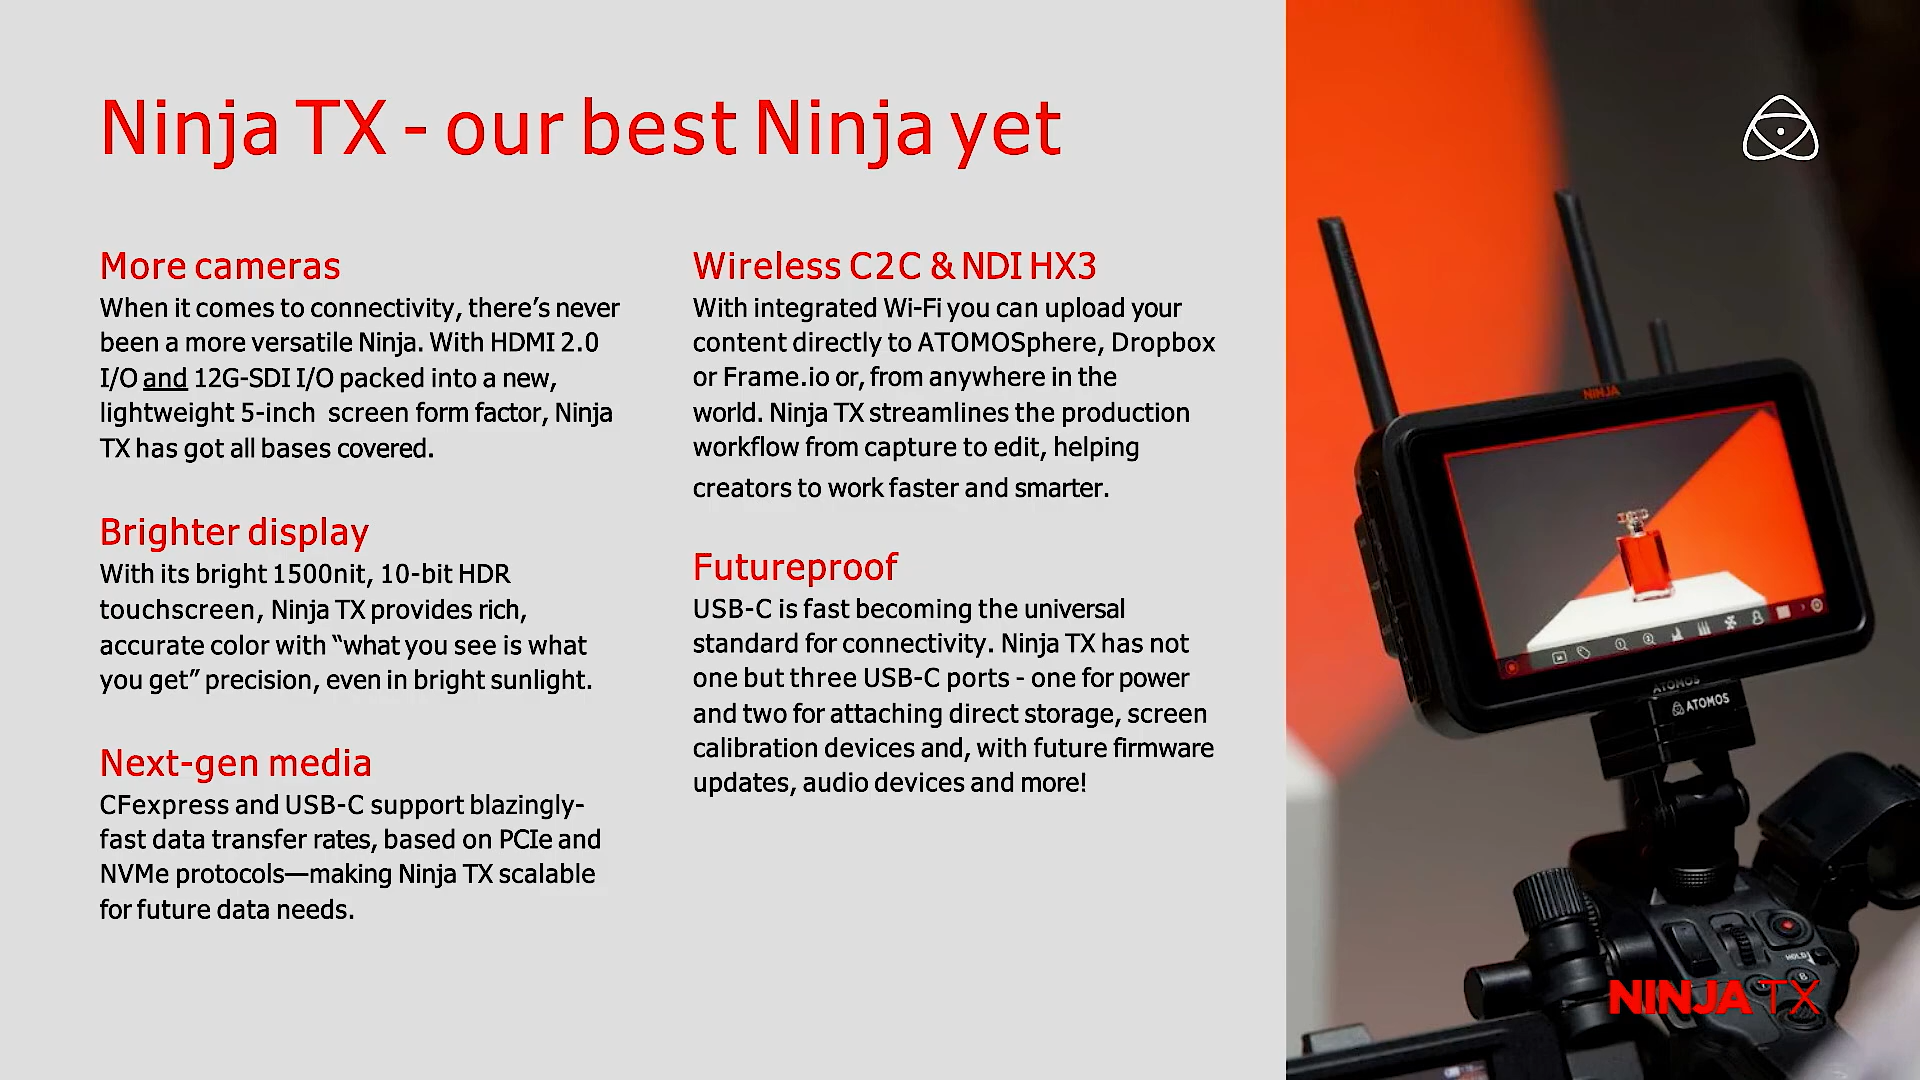 Ninja TX - our best Ninja yet
More cameras
When it comes to connectivity, there’s never
been a more versatile Ninja. With HDMI 2.0
I/O and 12G-SDI I/O packed into a new,
lightweight 5-inch screen form factor, Ninja
TX has got all bases covered.
Brighter display
With its bright 1500nit, 10-bit HDR
touchscreen, Ninja TX provides rich,
accurate color with “what you see is what
you get” precision, even in bright sunlight.
Next-gen media
CFexpress and USB-C support blazingly-
fast data transfer rates, based on PCIe and
NVMe protocols—making Ninja TX scalable
for future data needs.
Wireless C2C & NDI HX3
With integrated Wi-Fi you can upload your
content directly to ATOMOSphere, Dropbox
or Frame.io or, from anywhere in the
world. Ninja TX streamlines the production
workflow from capture to edit, helping
creators to work faster and smarter.
Futureproof
USB-C is fast becoming the universal
standard for connectivity. Ninja TX has not
one but three USB-C ports - one for power
and two for attaching direct storage, screen
calibration devices and, with future firmware
updates, audio devices and more!
NINJA
ATOMOS
ATOMOS
HOLD
8
NINJA TX